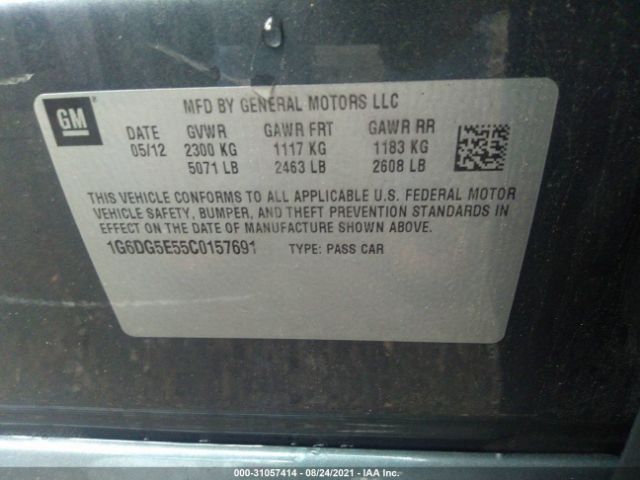 GM
MFD BY GENERAL MOTORS LLC
DATE GVWR GAWR FRT GAWR RR
05/12 2300 KG 1117 KG 1183 KG
5071 LB 2463 LB 2608 LB
THIS VEHICLE CONFORMS TO ALL APPLICABLE U.S. FEDERAL MOTOR
VEHICLE SAFETY, BUMPER, AND THEFT PREVENTION STANDARDS IN
EFFECT ON THE DATE OF MANUFACTURE SHOWN ABOVE.
1G6DG5E55C0157691 TYPE: PASS CAR
000-31057414 - 08/24/2021 - IAA Inc.